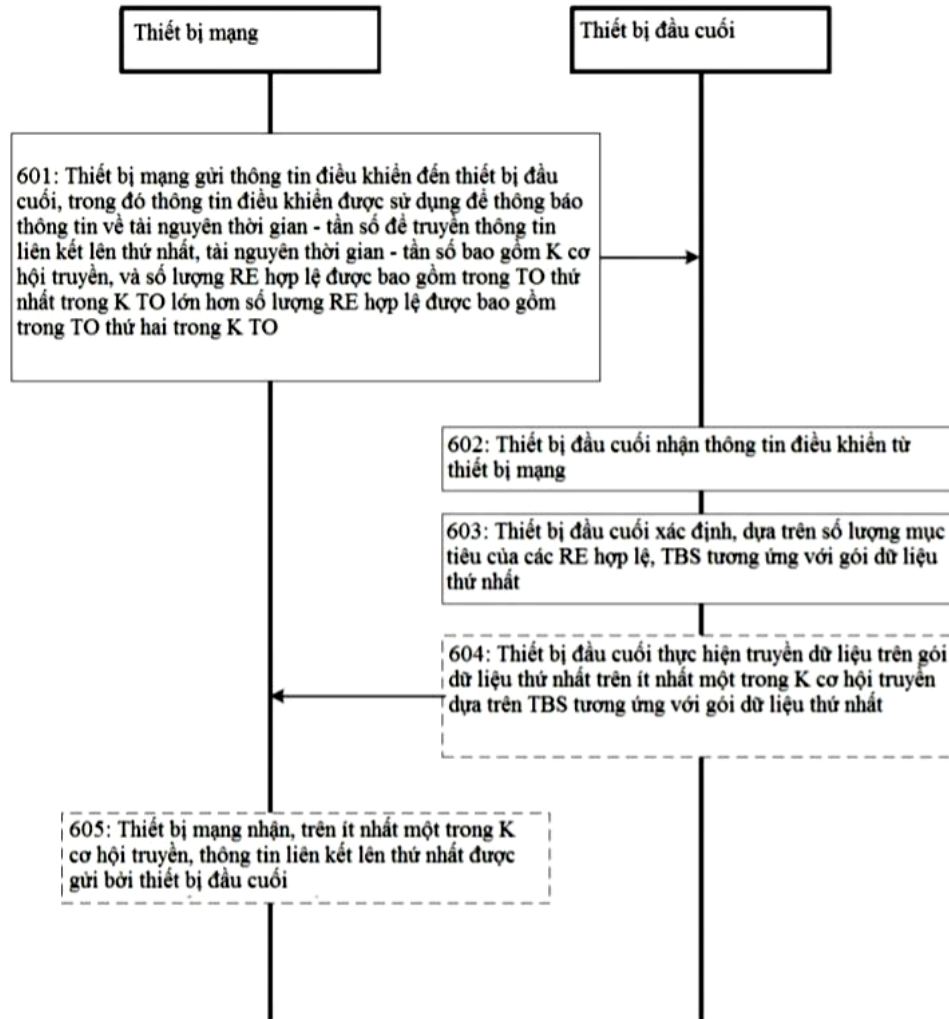 Thiết bị mạng
Thiết bị đầu cuối
601: Thiết bị mạng gửi thông tin điều khiển đến thiết bị đầu
cuối, trong đó thông tin điều khiển được sử dụng để thông báo
thông tin về tài nguyên thời gian - tần số để truyền thông tin
liên kết lên thứ nhất, tài nguyên thời gian - tần số bao gồm K cơ
hội truyền, và số lượng RE hợp lệ được bao gồm trong TO thứ
nhất trong K TO lớn hơn số lượng RE hợp lệ được bao gồm
trong TO thứ hai trong K TO
602: Thiết bị đầu cuối nhận thông tin điều khiển từ
thiết bị mạng
603: Thiết bị đầu cuối xác định, dựa trên số lượng mục
tiêu của các RE hợp lệ, TBS tương ứng với gói dữ liệu
thứ nhất
604: Thiết bị đầu cuối thực hiện truyền dữ liệu trên gói
dữ liệu thứ nhất trên ít nhất một trong K cơ hội truyền
dựa trên TBS tương ứng với gói dữ liệu thứ nhất
605: Thiết bị mạng nhận, trên ít nhất một trong K
cơ hội truyền, thông tin liên kết lên thứ nhất được
gửi bởi thiết bị đầu cuối